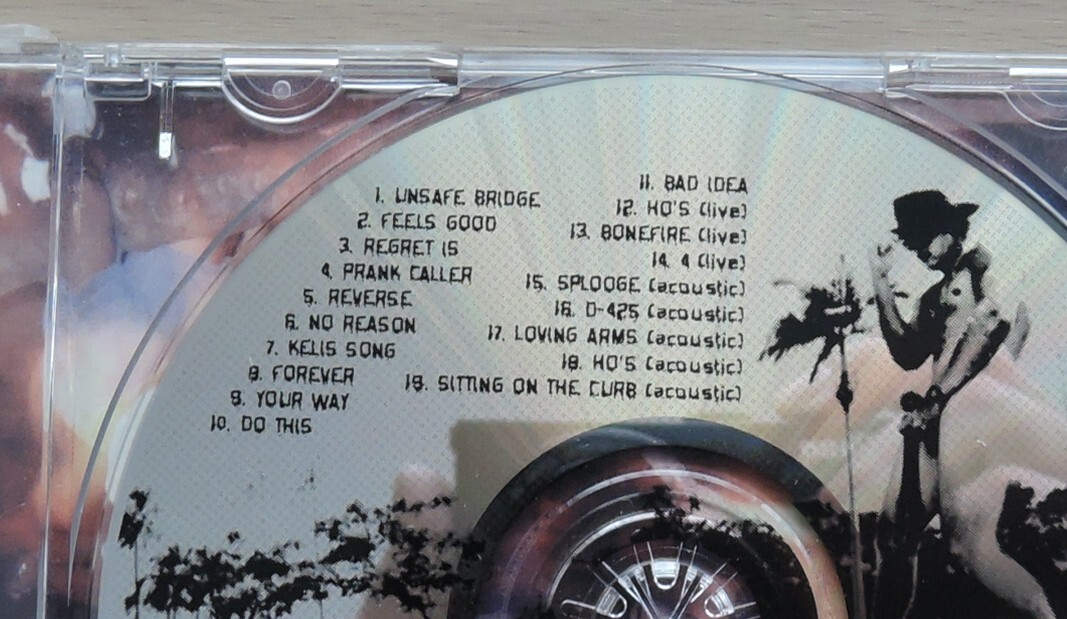 1. UNSAFE BRIDGE
2. FEELS GOOD
3. REGRET IS
4. PRANK CALLER
5. REVERSE
6. NO REASON
7. KELIS SONG
8. FOREVER
9. YOUR WAY
10. DO THIS
11. BAD IDEA
12. HO'S (live)
13. BONEFIRE (live)
14. 4 (live)
15. SPLOOGE (acoustic)
16. D-425 (acoustic)
17. LOVING ARMS (acoustic)
18. HO'S (acoustic)
19. SITTING ON THE CURB (acoustic)